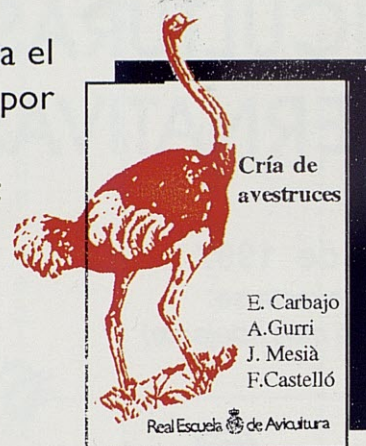 a el
por
Cría de
avestruces
E. Carbajo
A.Gurri
J. Mesià
F.Castelló
Real Escuela de Avicultura